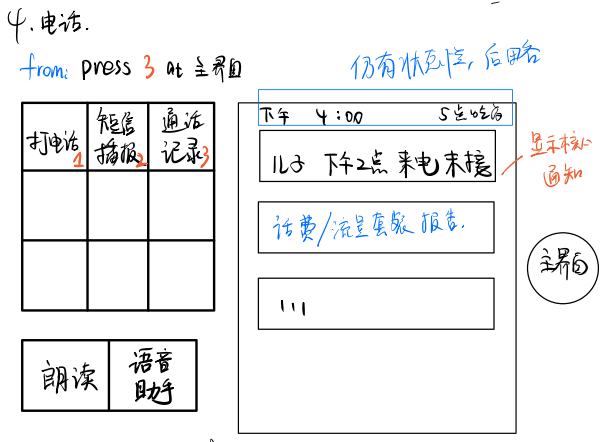 4.电话.
from: press 3 at 主界面
仍有状态栏,后略
下午 4:00 5点吃药
打电话1
短信播报2
通话记录3
儿子 下午2点 来电未接
显示核心通知
话费/流量套餐 报告.
主界面
朗读
语音助手